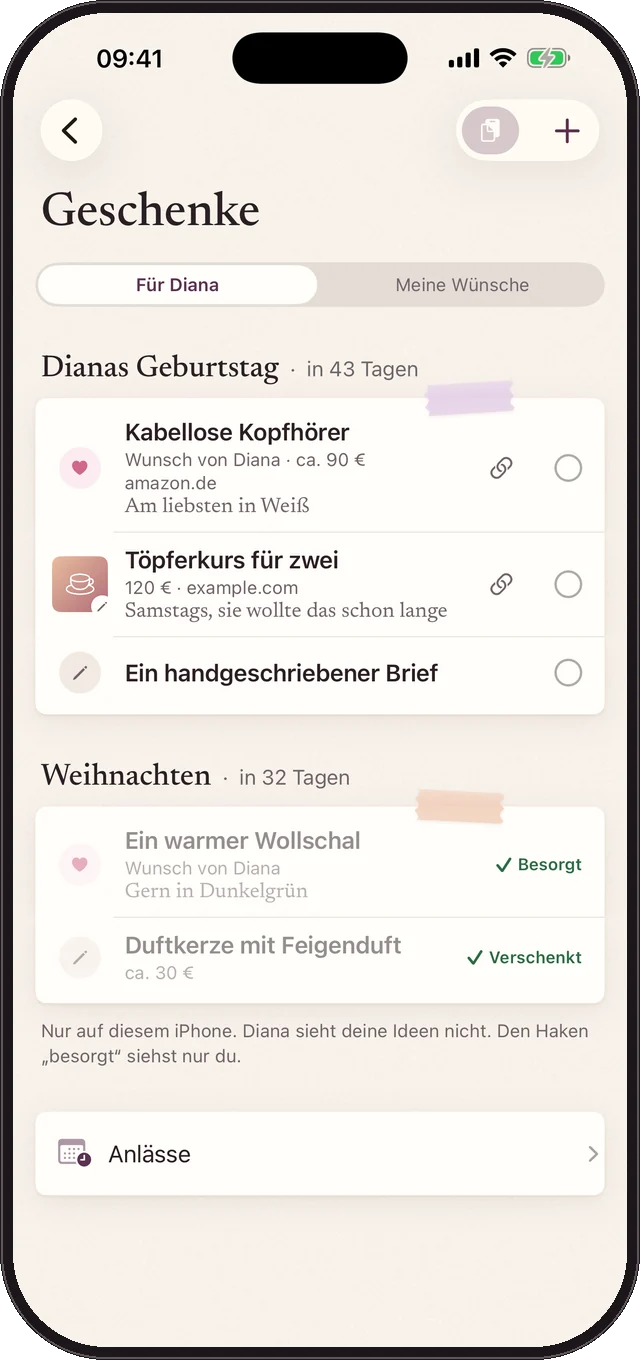 09:41
Geschenke
Für Diana
Meine Wünsche
Dianas Geburtstag · in 43 Tagen
Kabellose Kopfhörer
Wunsch von Diana · ca. 90 €
amazon.de
Am liebsten in Weiß
Töpferkurs für zwei
120 € · example.com
Samstags, sie wollte das schon lange
Ein handgeschriebener Brief
Weihnachten · in 32 Tagen
Ein warmer Wollschal
Wunsch von Diana
Gern in Dunkelgrün
Besorgt
Duftkerze mit Feigenduft
ca. 30 €
Verschenkt
Nur auf diesem iPhone. Diana sieht deine Ideen nicht. Den Haken
„besorgt“ siehst nur du.
Anlässe